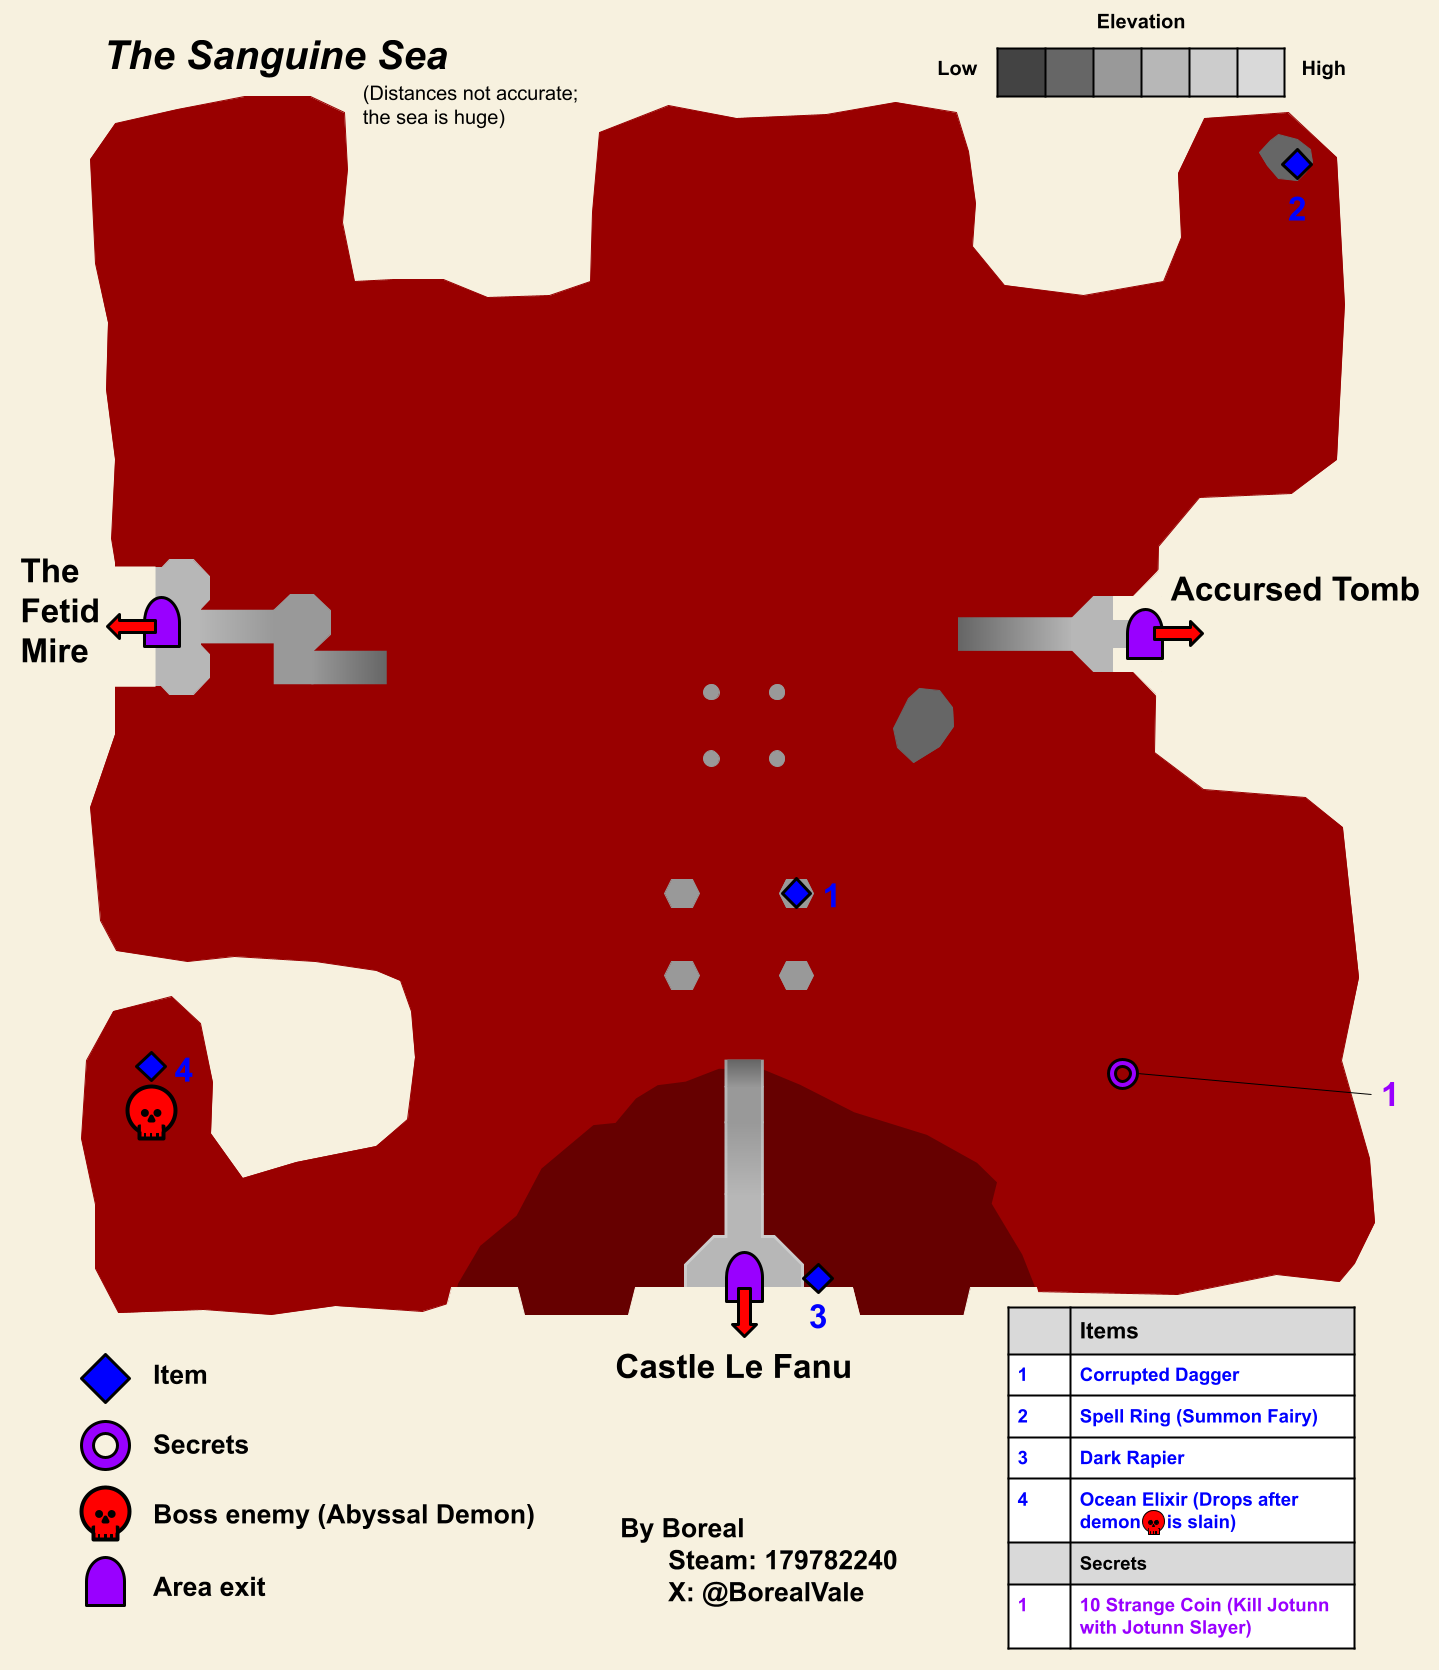 Elevation
Low
High
The Sanguine Sea
(Distances not accurate;
the sea is huge)
2
The
Fetid
Mire
Accursed Tomb
1
4
1
3
Castle Le Fanu
Item
Secrets
Boss enemy (Abyssal Demon)
Area exit
By Boreal
Steam: 179782240
X: @BorealVale
Items
1 Corrupted Dagger
2 Spell Ring (Summon Fairy)
3 Dark Rapier
4 Ocean Elixir (Drops after
demon is slain)
Secrets
1 10 Strange Coin (Kill Jotunn
with Jotunn Slayer)